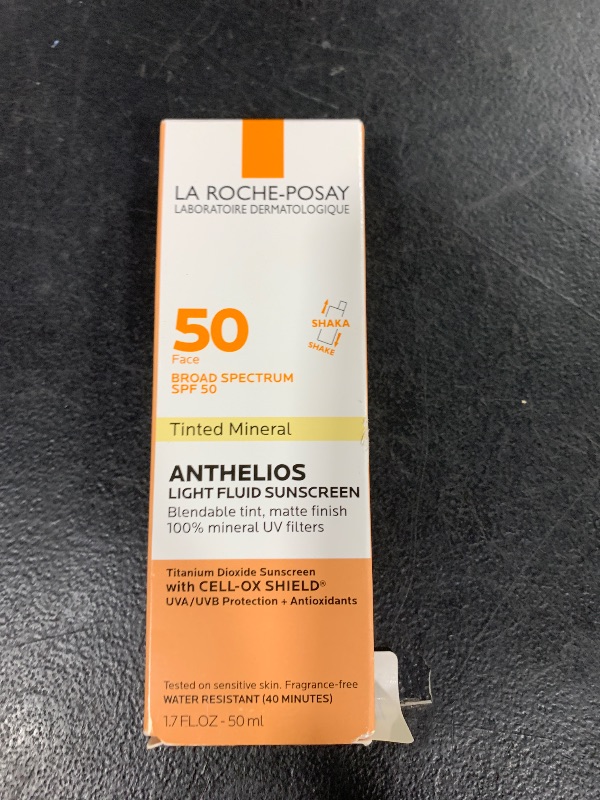 LA ROCHE-POSAY
LABORATOIRE DERMATOLOGIQUE
50
Face
SHAKA
SHAKE
BROAD SPECTRUM
SPF 50
Tinted Mineral
ANTHELIOS
LIGHT FLUID SUNSCREEN
Blendable tint, matte finish
100% mineral UV filters
Titanium Dioxide Sunscreen
with CELL-OX SHIELD®
UVA/UVB Protection + Antioxidants
Tested on sensitive skin. Fragrance-free
WATER RESISTANT (40 MINUTES)
1.7 FL.OZ - 50 ml